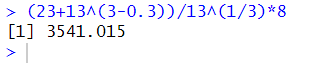 > (23+13^(3-0.3))/13^(1/3)*8
[1] 3541.015
>